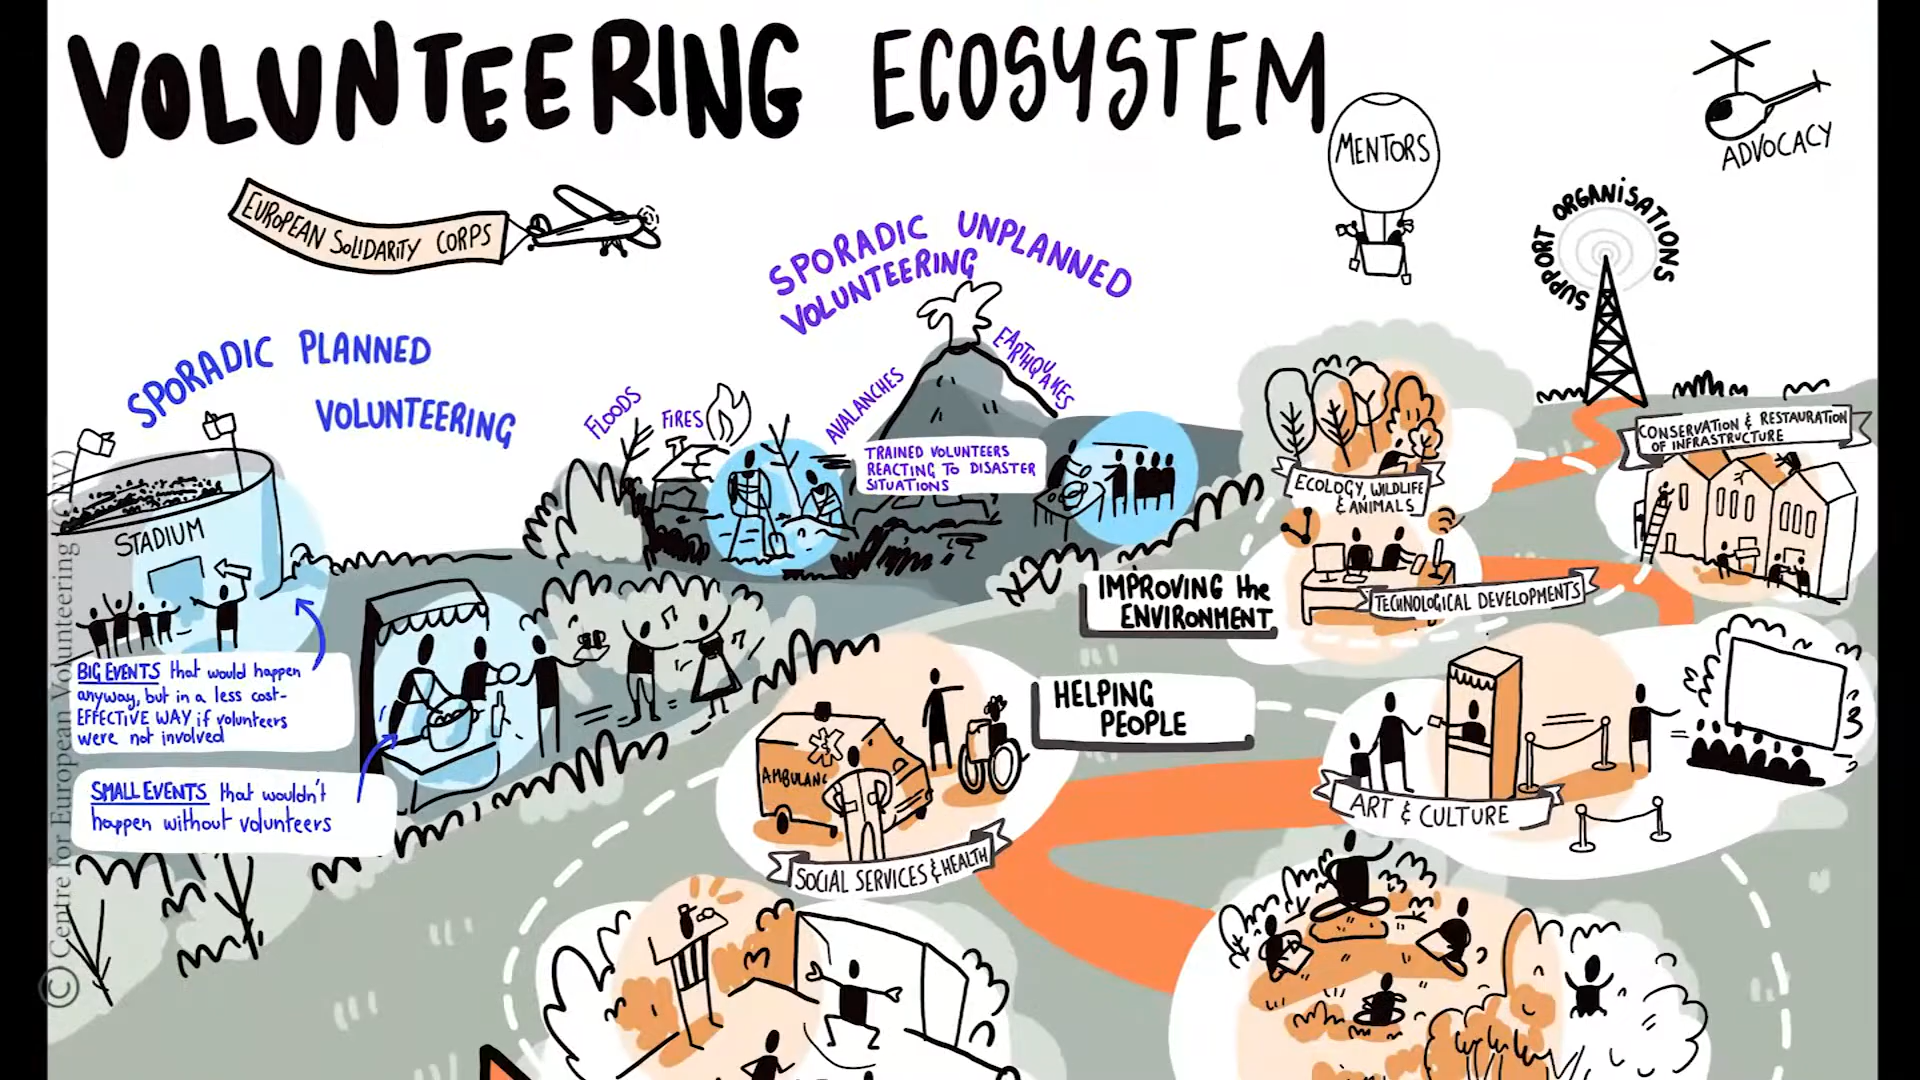 VOLUNTEERING ECOSYSTEM
MENTORS
ADVOCACY
EUROPEAN SOLIDARITY CORPS
SUPPORT ORGANISATIONS
SPORADIC UNPLANNED
VOLUNTEERING
SPORADIC PLANNED
VOLUNTEERING
FLOODS
FIRES
AVALANCHES
EARTHQUAKES
TRAINED VOLUNTEERS
REACTING TO DISASTER
SITUATIONS
ECOLOGY, WILDLIFE
& ANIMALS
CONSERVATION & RESTAURATION
OF INFRASTRUCTURE
STADIUM
IMPROVING the
ENVIRONMENT
TECHNOLOGICAL DEVELOPMENTS
BIG EVENTS that would happen
anyway, but in a less cost-
EFFECTIVE WAY if volunteers
were not involved
HELPING
PEOPLE
AMBULANC
SMALL EVENTS that wouldn't
happen without volunteers
ART & CULTURE
SOCIAL SERVICES & HEALTH
© Centre for European Volunteering (CEV)